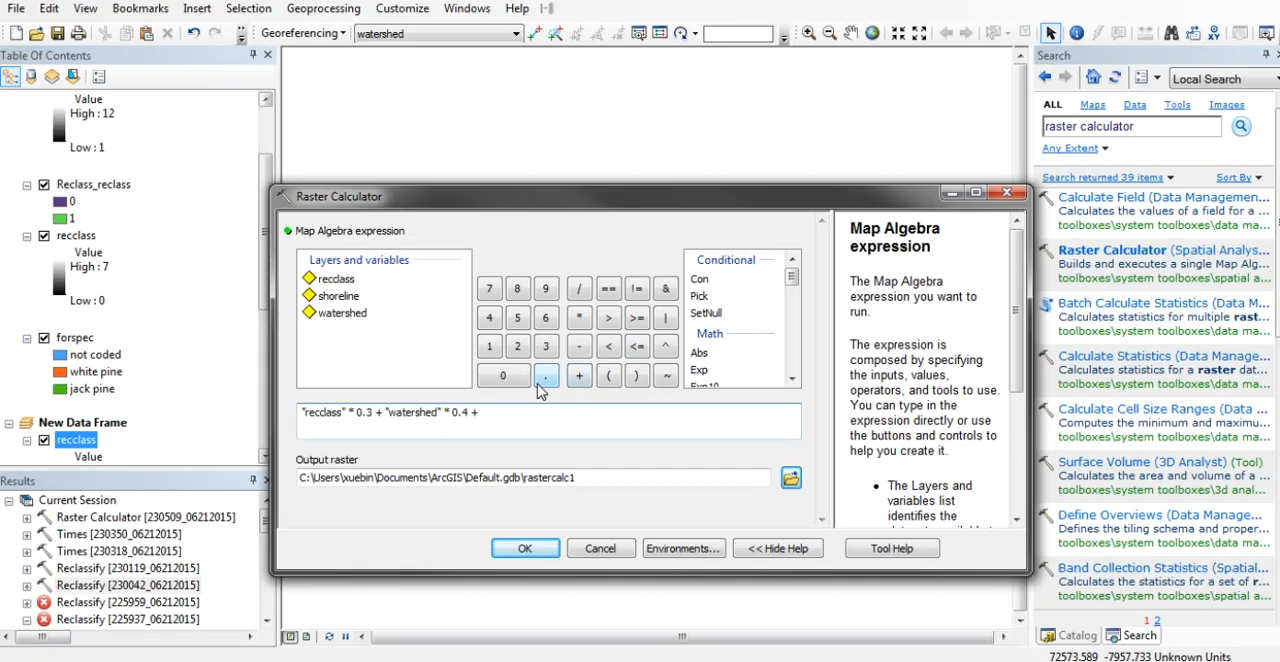 File Edit View Bookmarks Insert Selection Geoprocessing Customize Windows Help
Georeferencing watershed
Table Of Contents
Value
High : 12
Low : 1
Reclass_reclass
0
1
recclass
Value
High : 7
Low : 0
forspec
not coded
white pine
jack pine
New Data Frame
recclass
Value
Results
Current Session
Raster Calculator [230509_06212015]
Times [230350_06212015]
Times [230318_06212015]
Reclassify [230119_06212015]
Reclassify [230042_06212015]
Reclassify [225959_06212015]
Reclassify [225937_06212015]
Raster Calculator
Map Algebra expression
Layers and variables
recclass
shoreline
watershed
7 8 9 / == != &
4 5 6 * > >= |
1 2 3 - < <= ^
0 . + ( ) ~
Conditional
Con
Pick
SetNull
Math
Abs
Exp
Exp10
"recclass" * 0.3 + "watershed" * 0.4 +
Output raster
C:\Users\xuebin\Documents\ArcGIS\Default.gdb\rastercalc1
OK Cancel Environments... << Hide Help Tool Help
Map Algebra
expression
The Map Algebra
expression you want to
run.
The expression is
composed by specifying
the inputs, values,
operators, and tools to use.
You can type in the
expression directly or use
the buttons and controls to
help you create it.
• The Layers and
variables list
identifies the
Search
Local Search
ALL Maps Data Tools Images
raster calculator
Any Extent
Search returned 39 items Sort By
Calculate Field (Data Managemen...
Calculates the values of a field for a ...
toolboxes\system toolboxes\data ma...
Raster Calculator (Spatial Analys...
Builds and executes a single Map Alg...
toolboxes\system toolboxes\spatial a...
Batch Calculate Statistics (Data M...
Calculates statistics for multiple rast...
toolboxes\system toolboxes\data ma...
Calculate Statistics (Data Manage...
Calculates statistics for a raster dat...
toolboxes\system toolboxes\data ma...
Calculate Cell Size Ranges (Data ...
Computes the minimum and maximu...
toolboxes\system toolboxes\data ma...
Surface Volume (3D Analyst) (Tool)
Calculates the area and volume of a ...
toolboxes\system toolboxes\3d anal...
Define Overviews (Data Manage...
Defines the tiling schema and proper...
toolboxes\system toolboxes\data ma...
Band Collection Statistics (Spatial...
Calculates the statistics for a set of r...
toolboxes\system toolboxes\spatial a...
1 2
Catalog Search
72573.589 -7957.733 Unknown Units